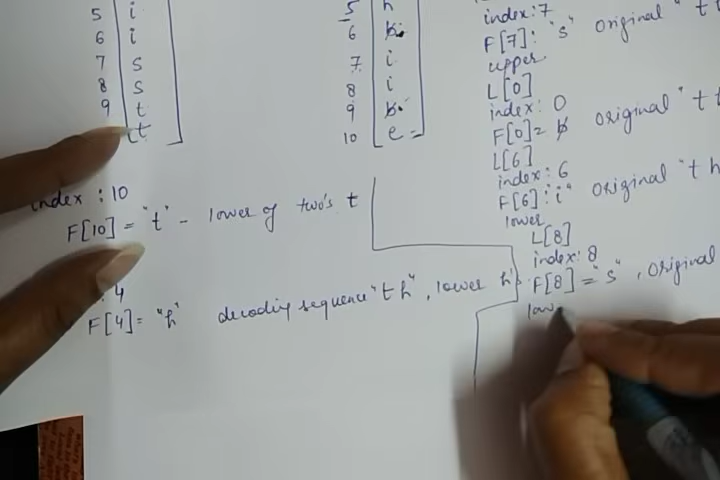 5 i
6 i
7 s
8 s
9 t
t
5 h
6 ƀ
7 i
8 i
9 ƀ
10 e
index : 10
F[10] = "t" - lower of two's t
: 4
F[4] = "h" decoding sequence "t h", lower h
index: 7
F[7]: "s" original "t
upper
L[0]
index: 0
F[0] = ƀ original "t
L[6]
index: 6
F[6]: i" original "t h
lower
L[8]
index: 8
F[8] = "s", original
low